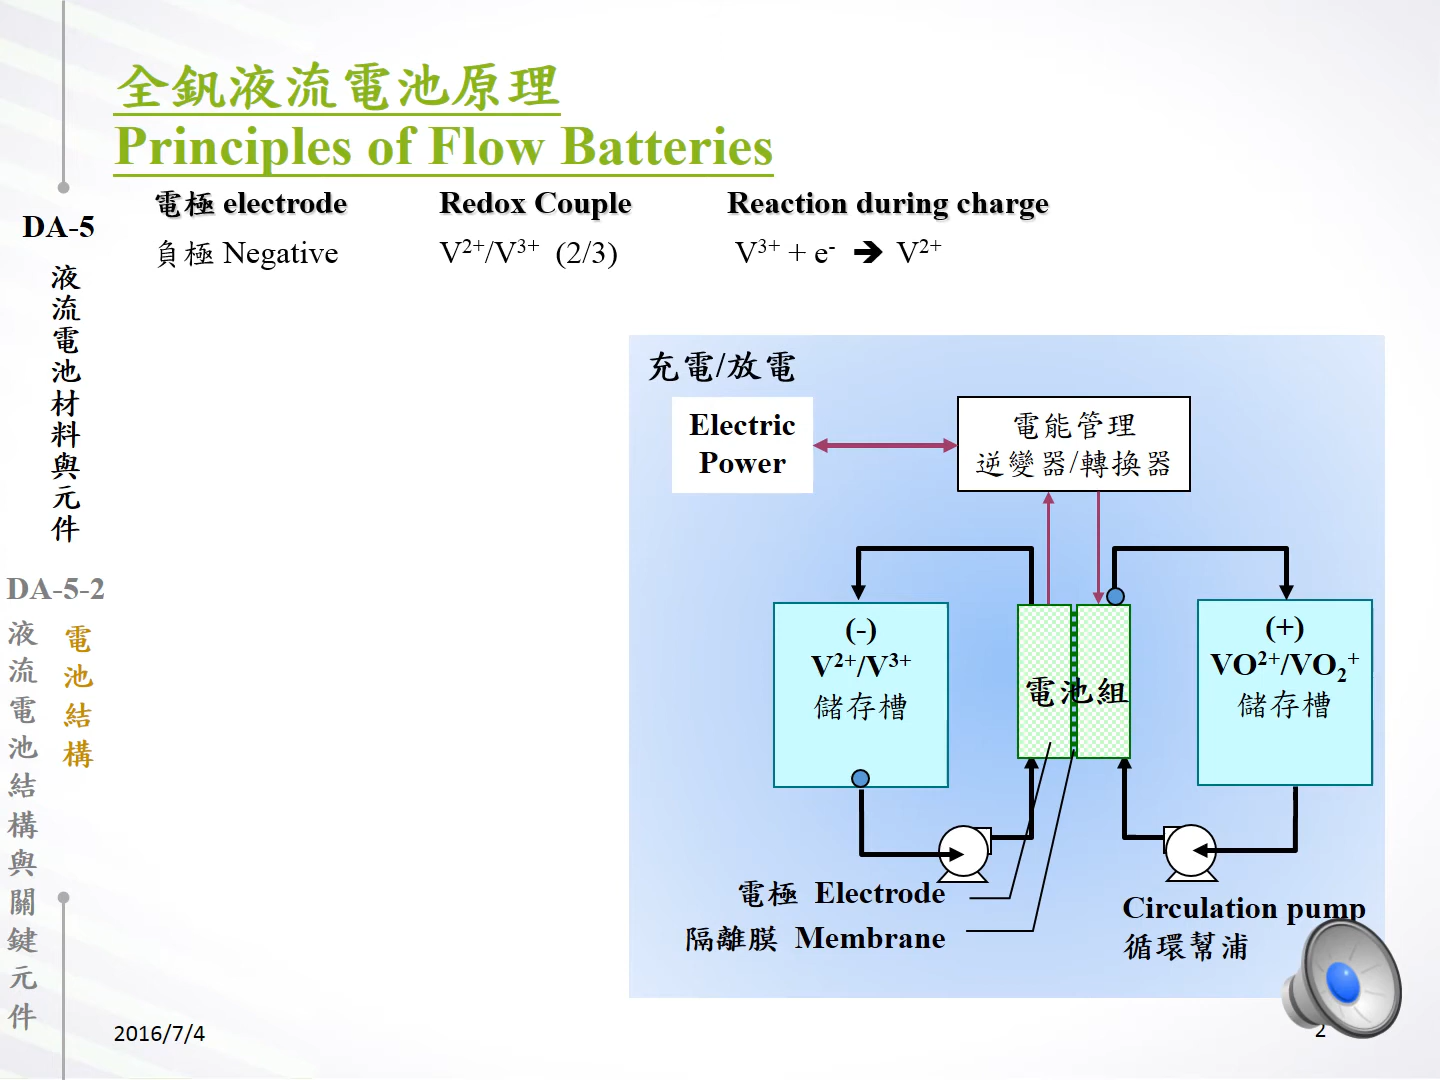 全釩液流電池原理
Principles of Flow Batteries
電極 electrode Redox Couple Reaction during charge
負極 Negative V²⁺/V³⁺ (2/3) V³⁺ + e⁻ ➔ V²⁺
DA-5
液流電池材料與元件
DA-5-2
液流電池結構與關鍵元件
電池結構
充電/放電
Electric
Power
電能管理
逆變器/轉換器
(-)
V²⁺/V³⁺
儲存槽
電池組
(+)
VO²⁺/VO₂⁺
儲存槽
電極 Electrode
隔離膜 Membrane
Circulation pump
循環幫浦
2016/7/4
2